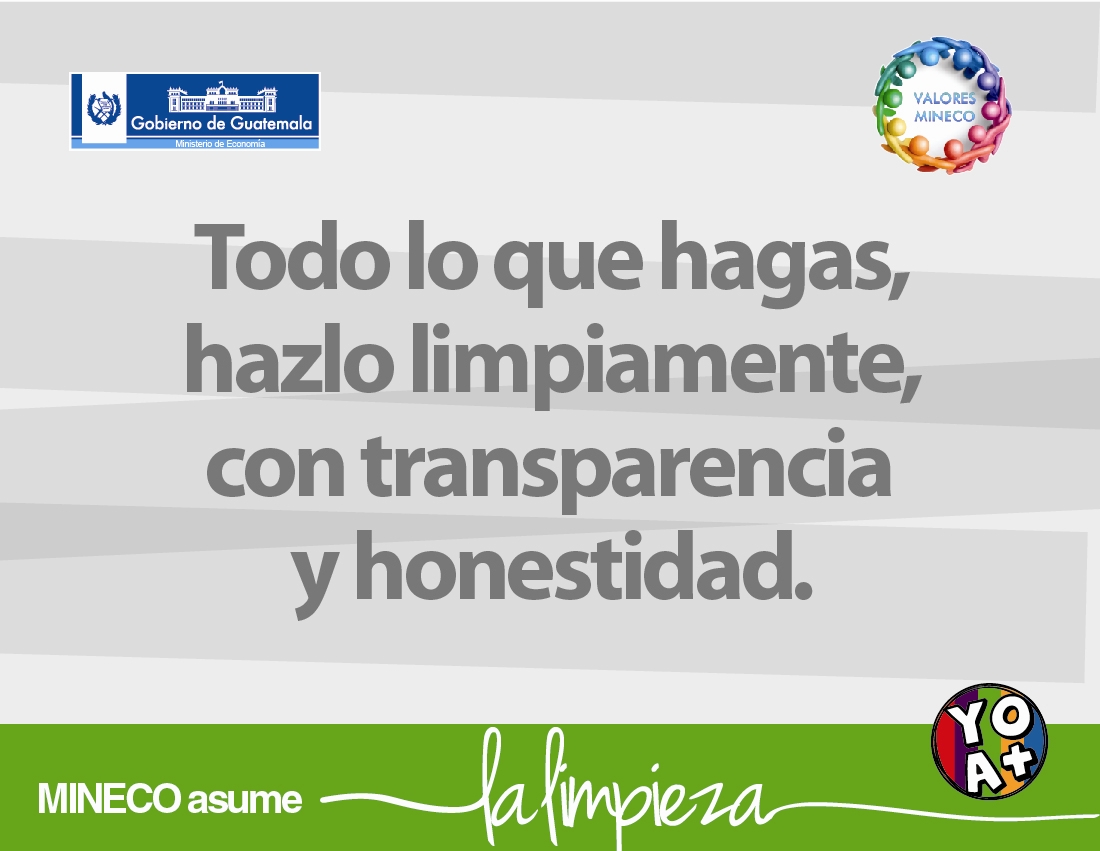 Gobierno de Guatemala
Ministerio de Economía
VALORES
MINECO
Todo lo que hagas,
hazlo limpiamente,
con transparencia
y honestidad.
YO
A+
MINECO asume la limpieza